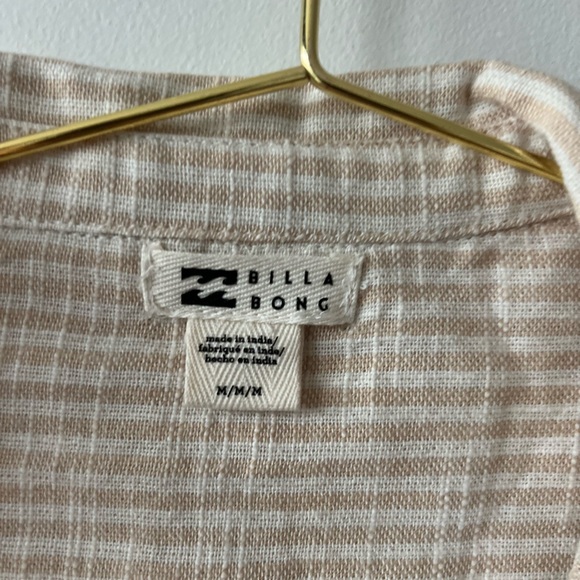 BILLA
BONG
made in india/
fabriqué en inde/
hecho en india
M/M/M